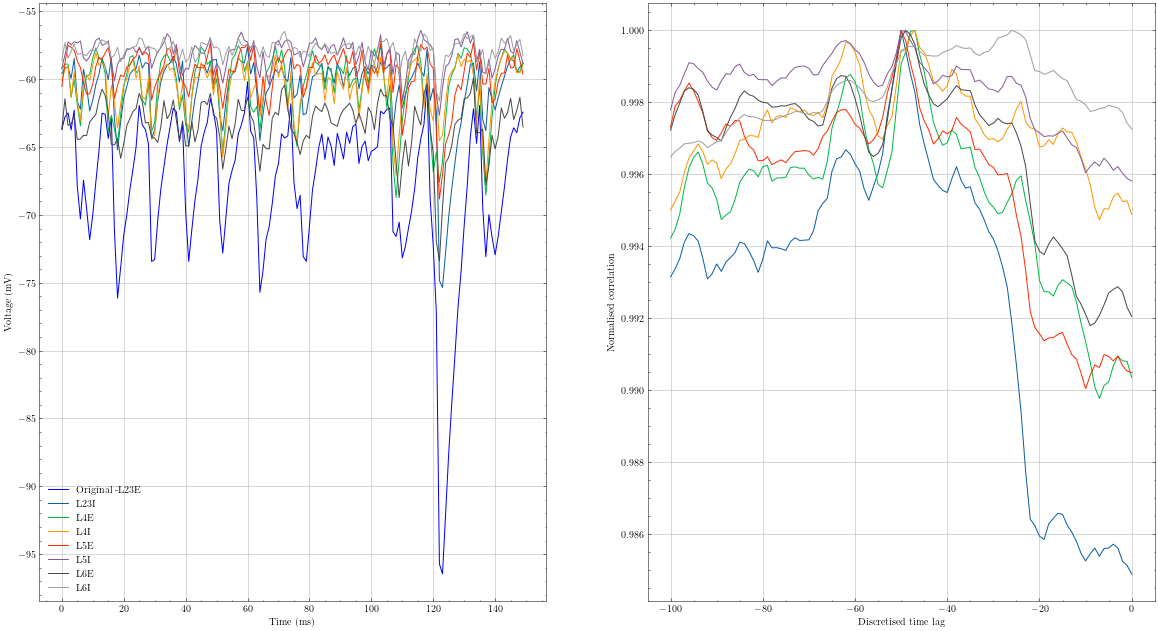 −55
−60
−65
−70
−75
−80
−85
−90
−95
Voltage (mV)
Original -L23E
L23I
L4E
L4I
L5E
L5I
L6E
L6I
0 20 40 60 80 100 120 140
Time (ms)
1.000
0.998
0.996
0.994
0.992
0.990
0.988
0.986
Normalised correlation
−100 −80 −60 −40 −20 0
Discretised time lag